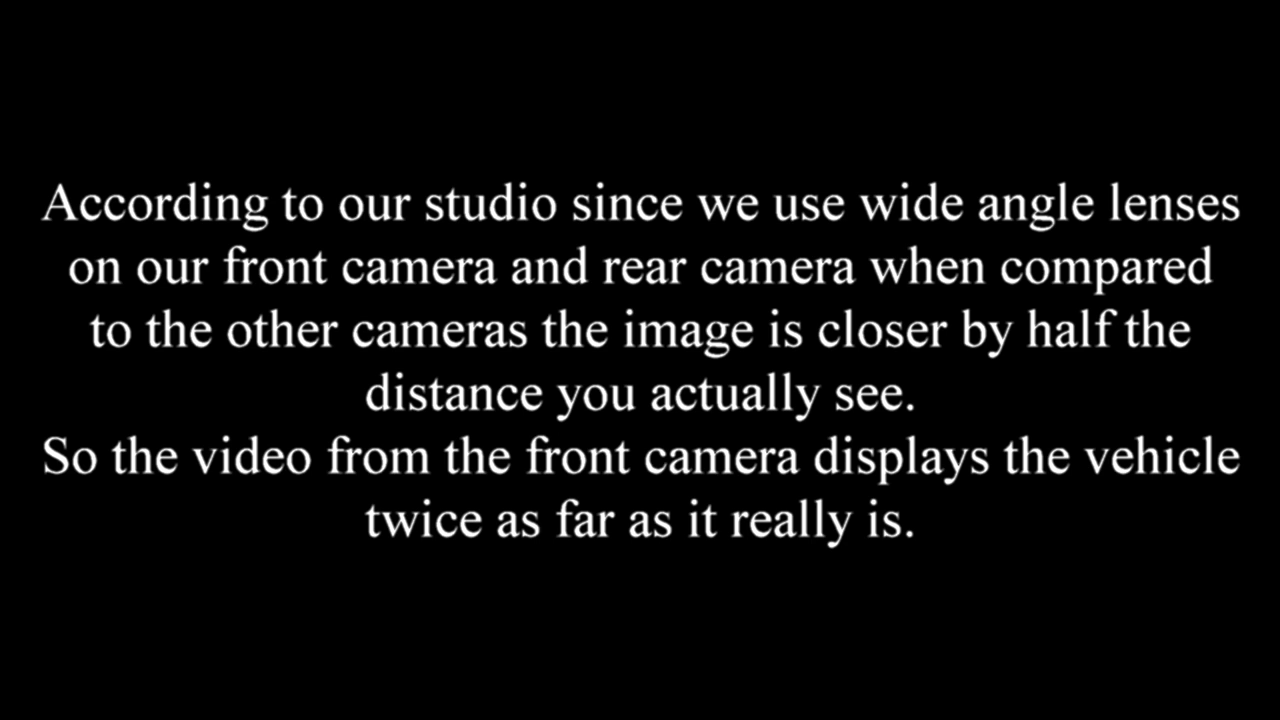 According to our studio since we use wide angle lenses
on our front camera and rear camera when compared
to the other cameras the image is closer by half the
distance you actually see.
So the video from the front camera displays the vehicle
twice as far as it really is.